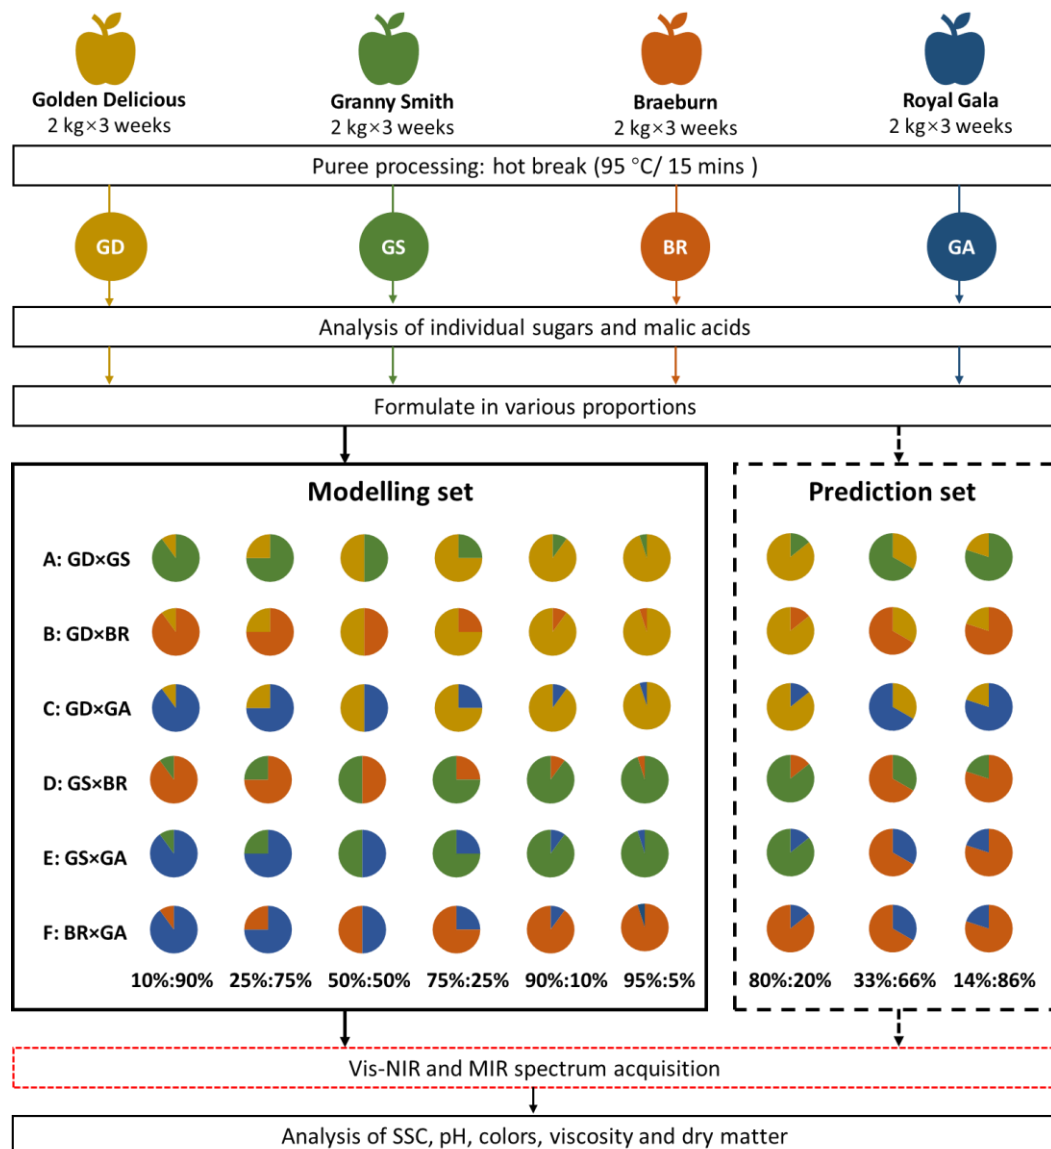 Golden Delicious
2 kg×3 weeks
Granny Smith
2 kg×3 weeks
Braeburn
2 kg×3 weeks
Royal Gala
2 kg×3 weeks
Puree processing: hot break (95 °C/ 15 mins )
GD
GS
BR
GA
Analysis of individual sugars and malic acids
Formulate in various proportions
Modelling set
A: GD×GS
B: GD×BR
C: GD×GA
D: GS×BR
E: GS×GA
F: BR×GA
10%:90% 25%:75% 50%:50% 75%:25% 90%:10% 95%:5%
Prediction set
80%:20% 33%:66% 14%:86%
Vis-NIR and MIR spectrum acquisition
Analysis of SSC, pH, colors, viscosity and dry matter